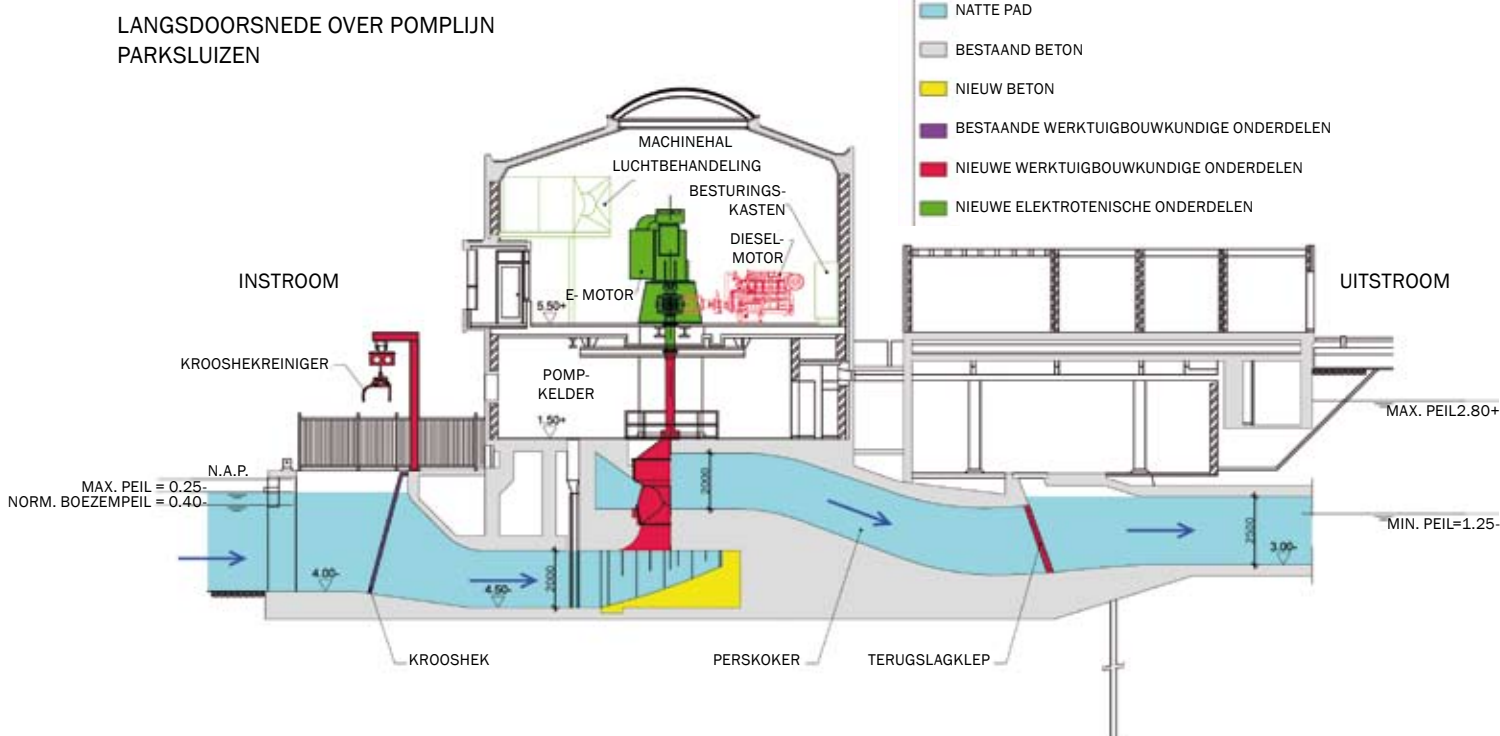 LANGSDOORSNEDE OVER POMPLIJN
PARKSLUIZEN
NATTE PAD
BESTAAND BETON
NIEUW BETON
BESTAANDE WERKTUIGBOUWKUNDIGE ONDERDELEN
NIEUWE WERKTUIGBOUWKUNDIGE ONDERDELEN
NIEUWE ELEKTROTENISCHE ONDERDELEN
MACHINEHAL
LUCHTBEHANDELING
BESTURINGS-
KASTEN
DIESEL-
MOTOR
E- MOTOR
5.50+
INSTROOM
UITSTROOM
KROOSHEKREINIGER
POMP-
KELDER
1.50+
MAX. PEIL2.80+
N.A.P.
MAX. PEIL = 0.25-
NORM. BOEZEMPEIL = 0.40-
2000
MIN. PEIL=1.25-
2500
3.00-
4.00-
4.50-
2000
KROOSHEK
PERSKOKER
TERUGSLAGKLEP